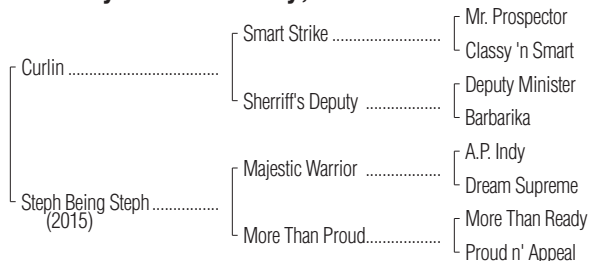 Curlin
Steph Being Steph
(2015)
Smart Strike
Sherriff's Deputy
Majestic Warrior
More Than Proud
Mr. Prospector
Classy 'n Smart
Deputy Minister
Barbarika
A.P. Indy
Dream Supreme
More Than Ready
Proud n' Appeal